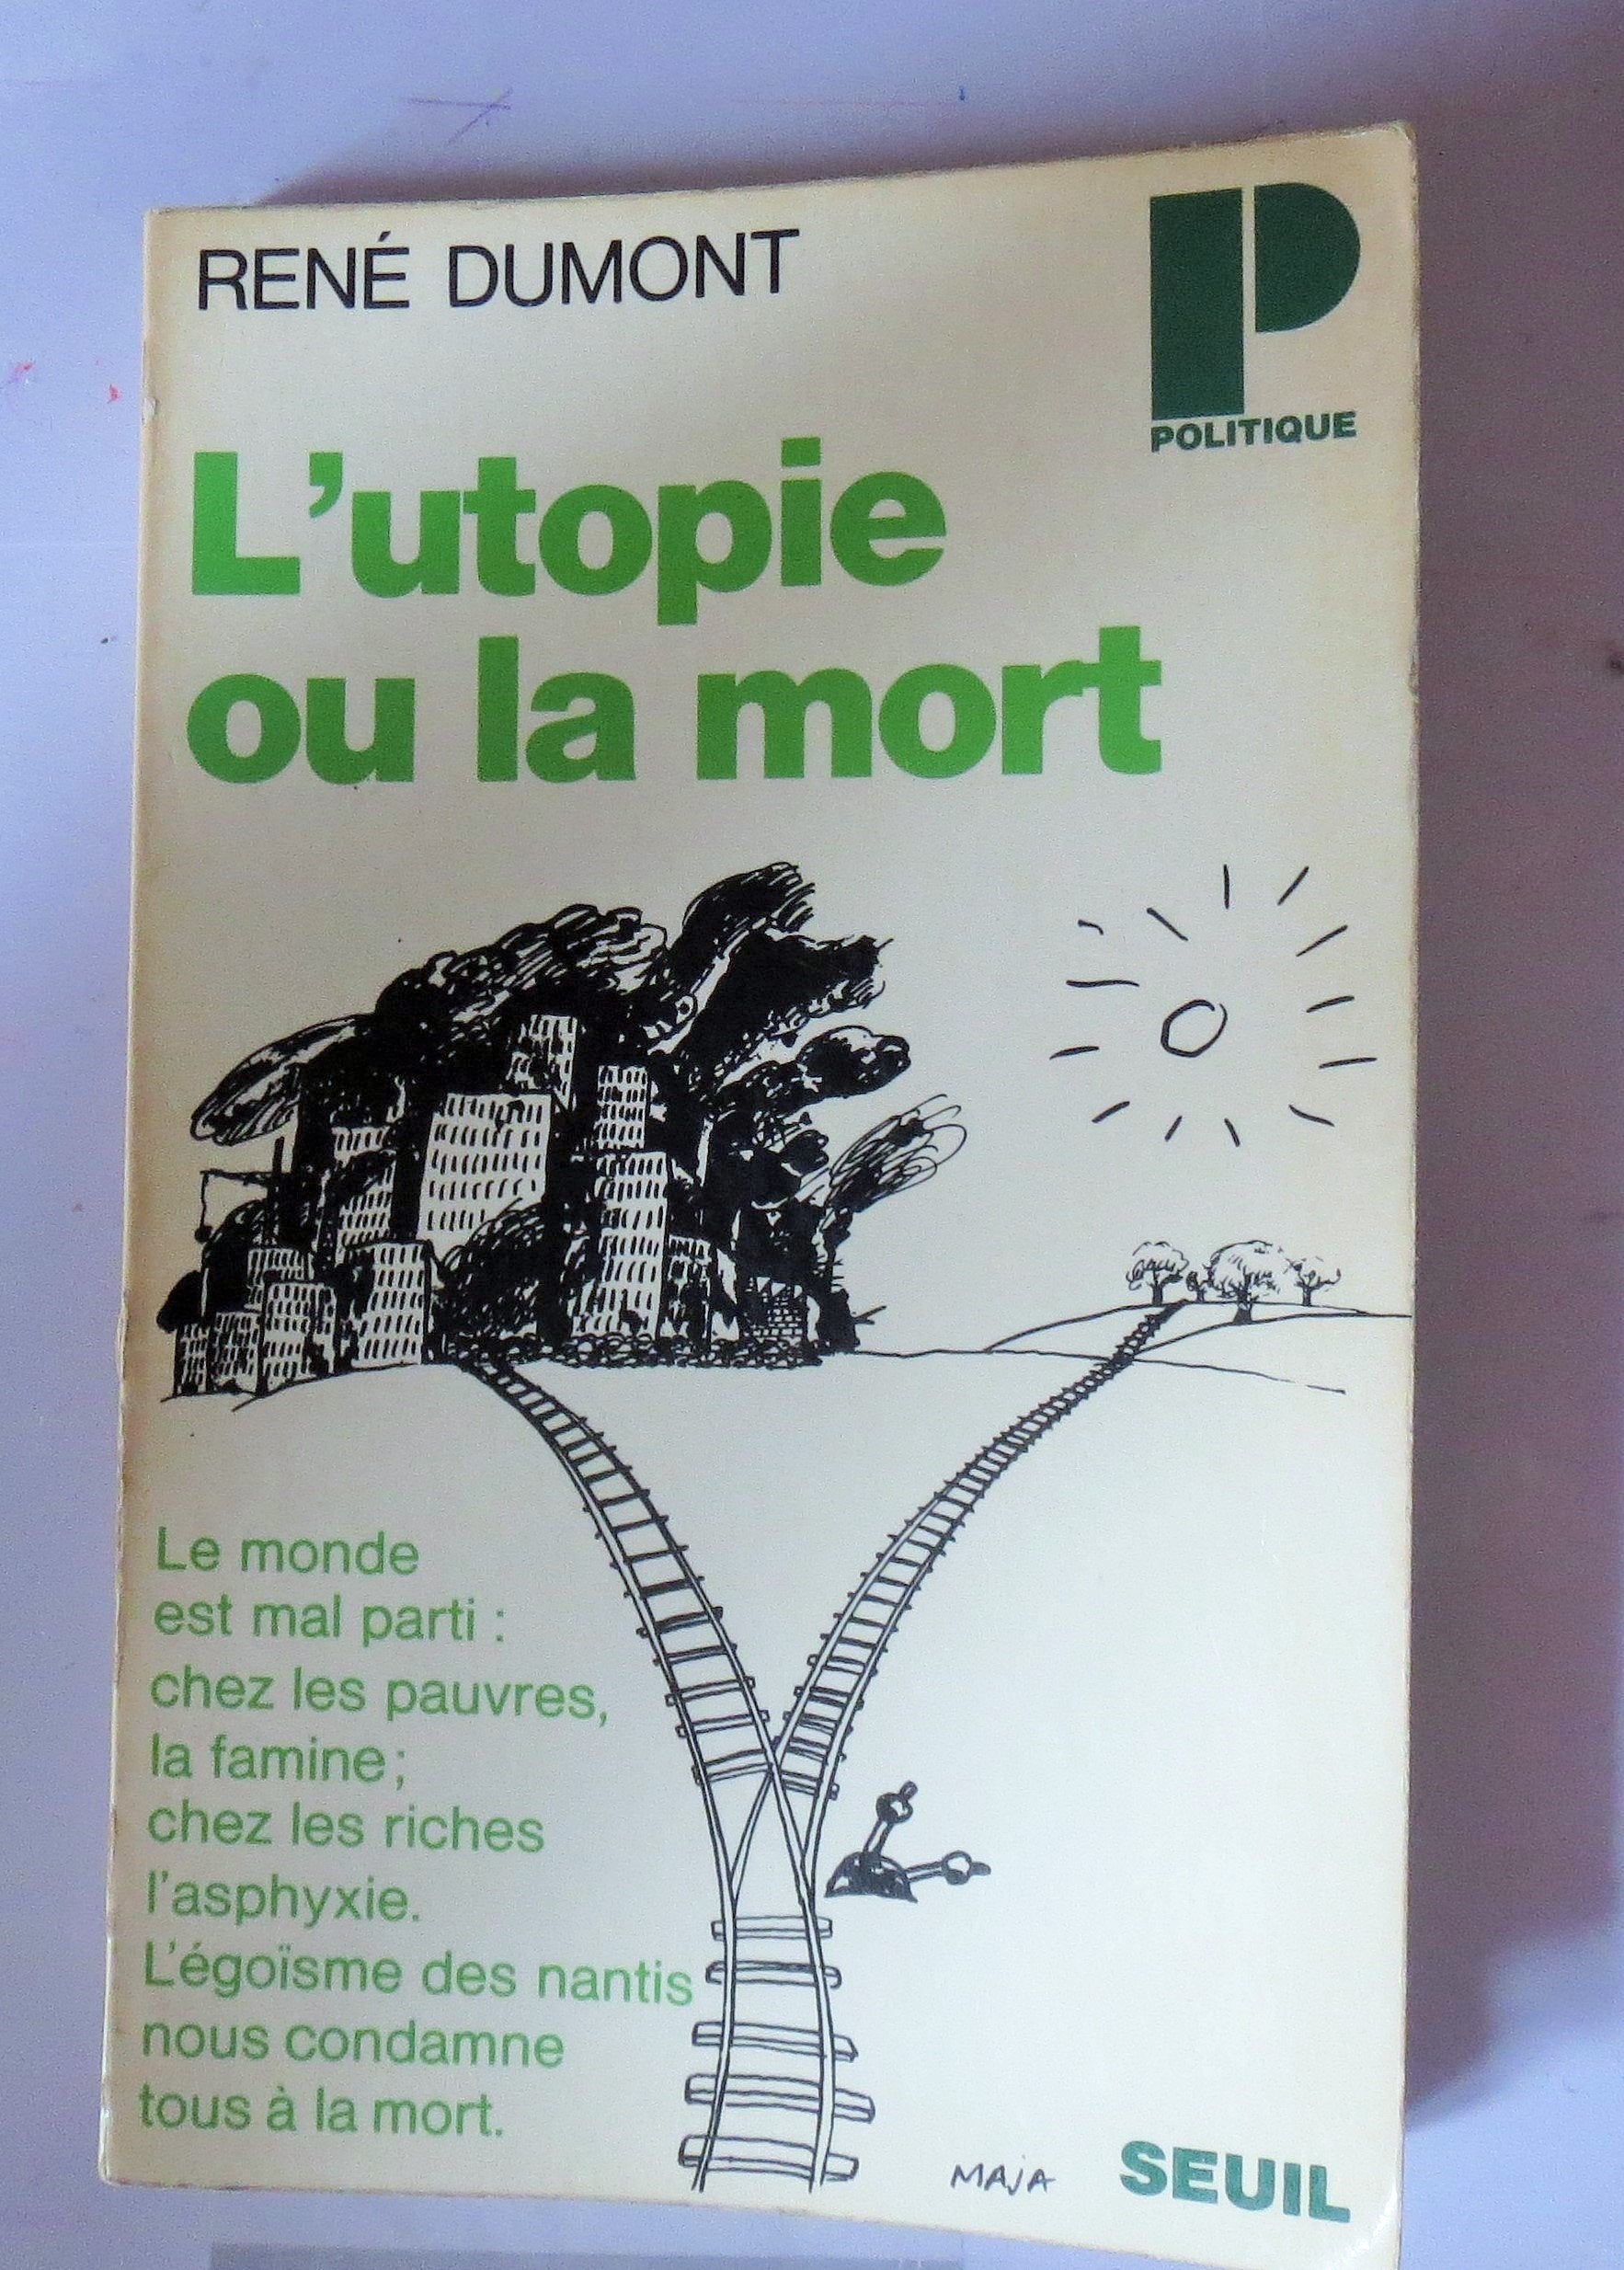 RENÉ DUMONT
P
POLITIQUE
L'utopie
ou la mort
Le monde
est mal parti :
chez les pauvres,
la famine;
chez les riches
l'asphyxie.
L'égoïsme des nantis
nous condamne
tous à la mort.
MAJA
SEUIL